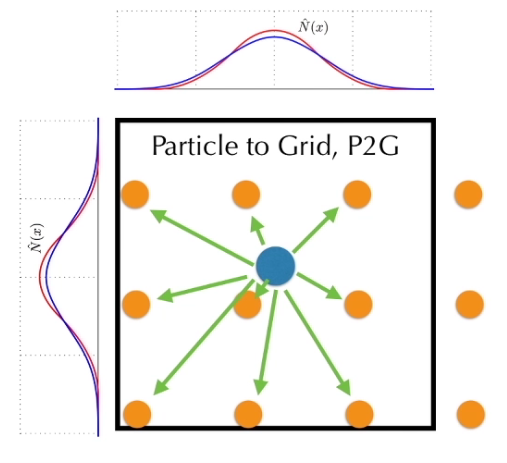 N̂(x)
Particle to Grid, P2G
N̂(x)